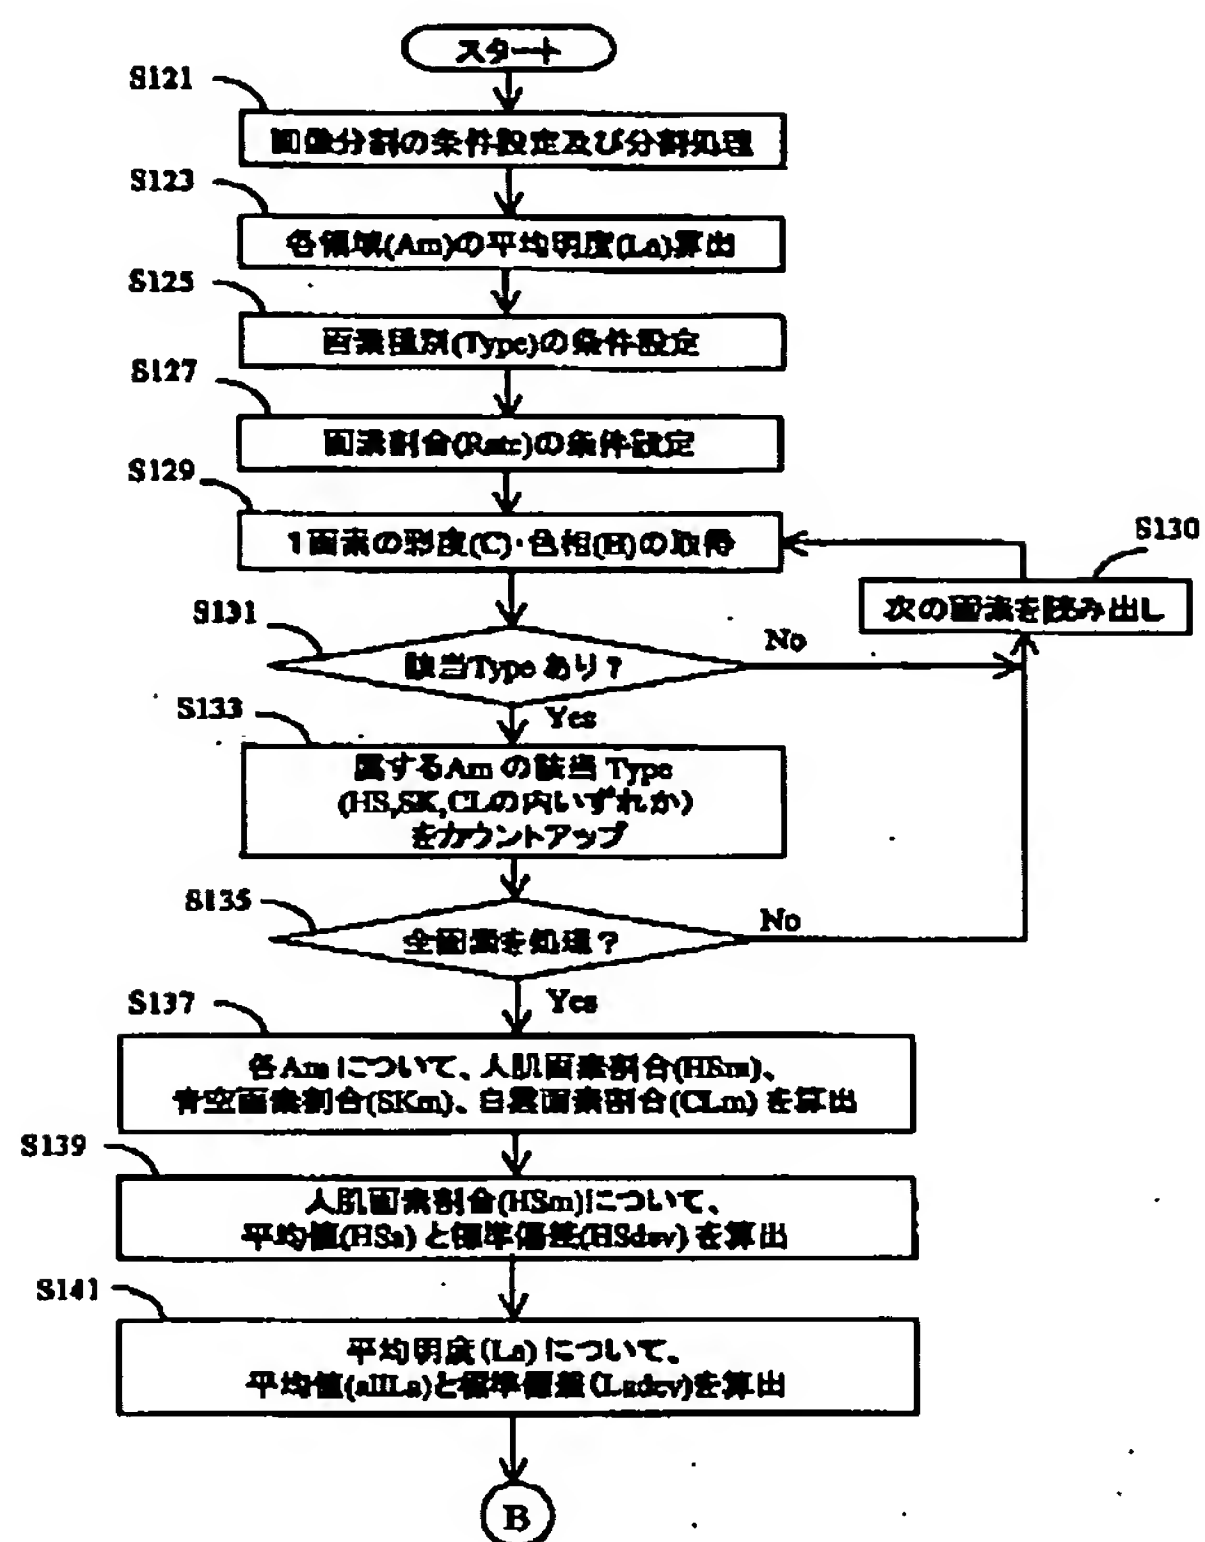 スタート
S121
画像分割の条件設定及び分割処理
S123
各領域(Am)の平均明度(La)算出
S125
画素種別(Type)の条件設定
S127
画素割合(Ratr)の条件設定
S129
1画素の彩度(C)・色相(H)の取得
S130
次の画素を読み出し
S131
該当Type あり？
No
Yes
S133
属するAm の該当 Type
(HS,SK,CLの内いずれか)
をカウントアップ
S135
全画素を処理？
No
Yes
S137
各Am について、人肌画素割合(HSm)、
青空画素割合(SKm)、白雲画素割合(CLm) を算出
S139
人肌画素割合(HSm)について、
平均値(HSa) と標準偏差(HSdev) を算出
S141
平均明度(La) について、
平均値(allLa)と標準偏差(Ladev)を算出
B